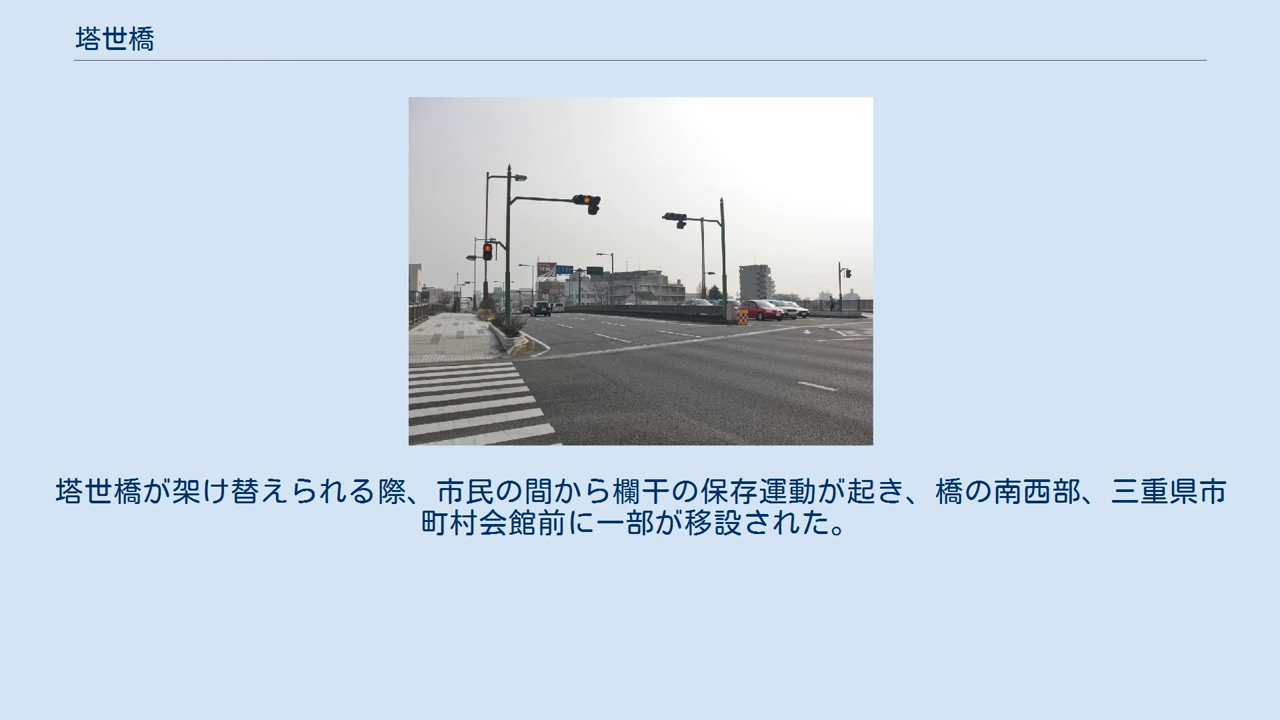 塔世橋
塔世橋が架け替えられる際、市民の間から欄干の保存運動が起き、橋の南西部、三重県市
町村会館前に一部が移設された。